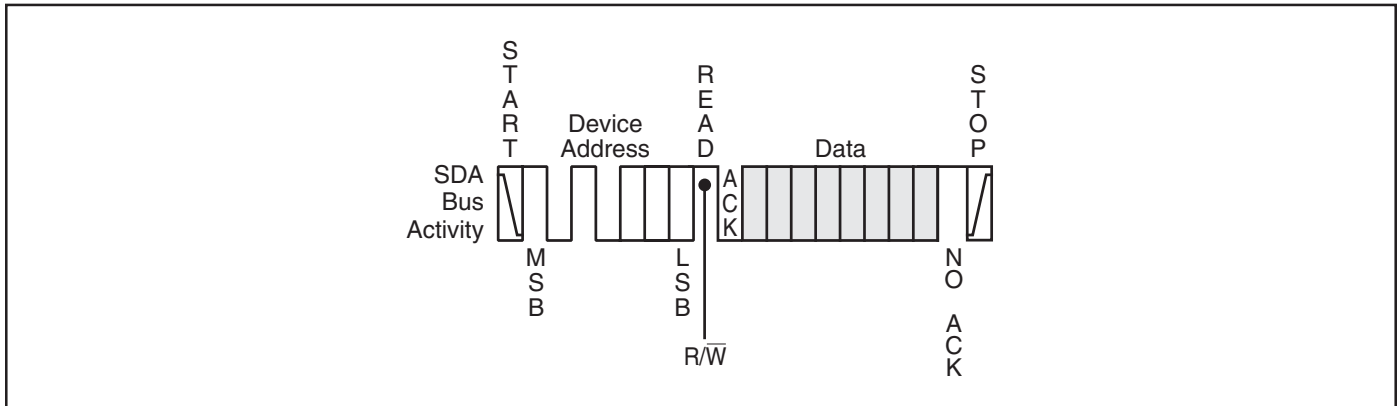 START
Device
Address
READ
Data
STOP
SDA
Bus
Activity
ACK
MSB
LSB
R/W̅
NO ACK